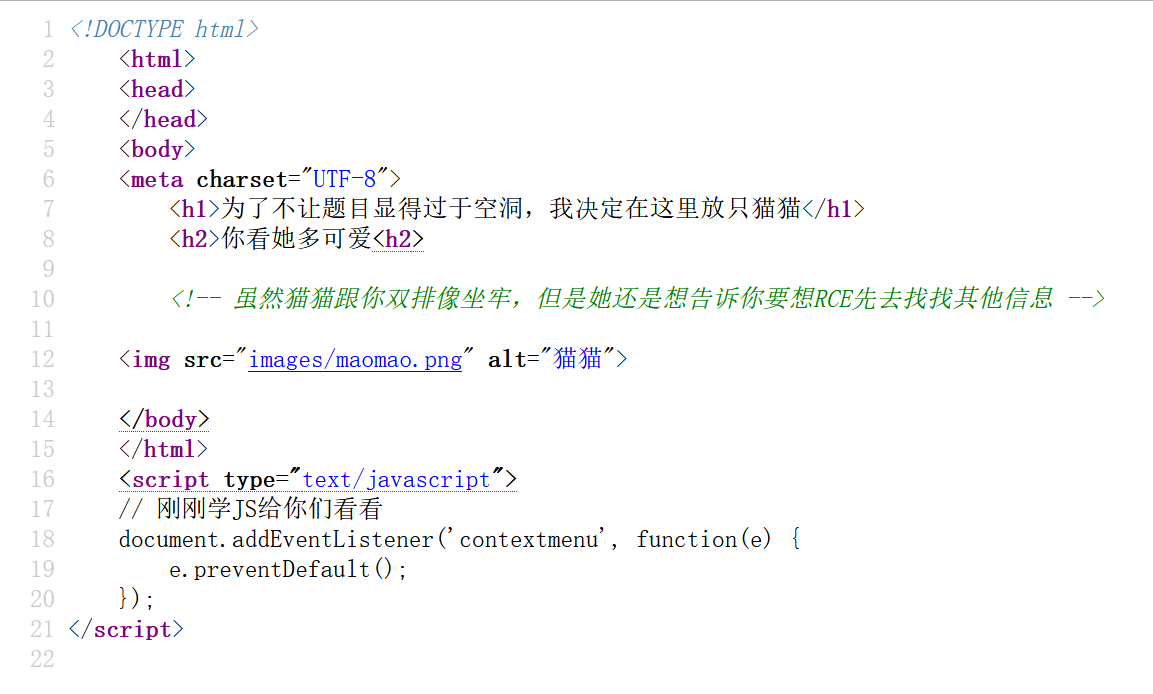 1 <!DOCTYPE html>
2 <html>
3 <head>
4 </head>
5 <body>
6 <meta charset="UTF-8">
7 <h1>为了不让题目显得过于空洞，我决定在这里放只猫猫</h1>
8 <h2>你看她多可爱<h2>
9
10 <!-- 虽然猫猫跟你双排像坐牢，但是她还是想告诉你要想RCE先去找找其他信息 -->
11
12 <img src="images/maomao.png" alt="猫猫">
13
14 </body>
15 </html>
16 <script type="text/javascript">
17 // 刚刚学JS给你们看看
18 document.addEventListener('contextmenu', function(e) {
19 e.preventDefault();
20 });
21 </script>
22